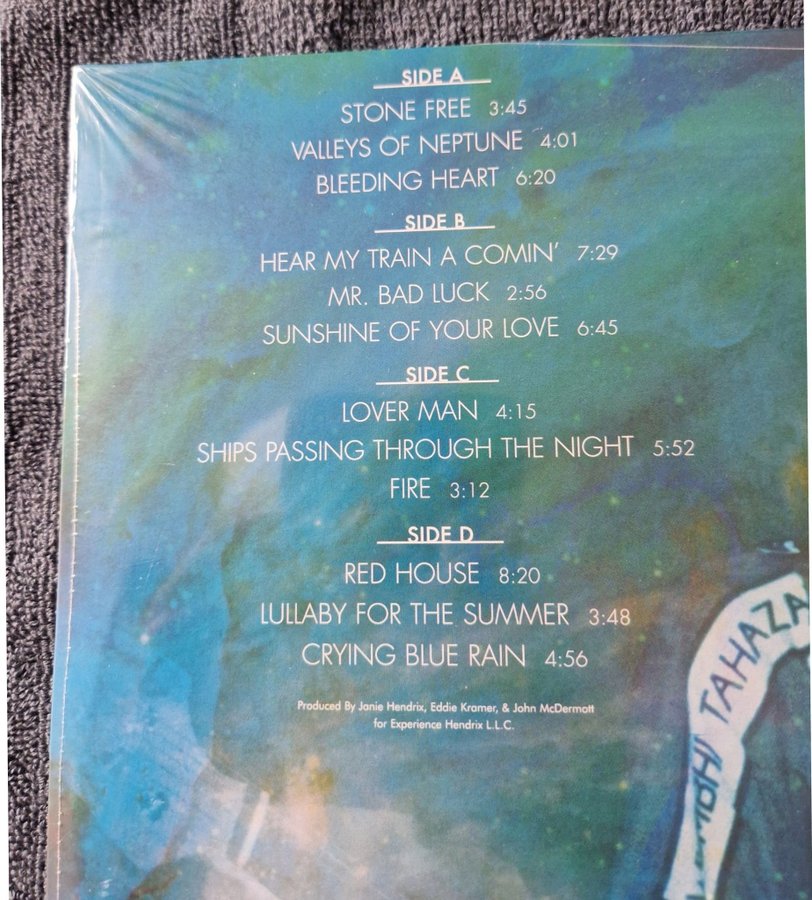 SIDE A
STONE FREE 3:45
VALLEYS OF NEPTUNE 4:01
BLEEDING HEART 6:20
SIDE B
HEAR MY TRAIN A COMIN' 7:29
MR. BAD LUCK 2:56
SUNSHINE OF YOUR LOVE 6:45
SIDE C
LOVER MAN 4:15
SHIPS PASSING THROUGH THE NIGHT 5:52
FIRE 3:12
SIDE D
RED HOUSE 8:20
LULLABY FOR THE SUMMER 3:48
CRYING BLUE RAIN 4:56
Produced By Janie Hendrix, Eddie Kramer, & John McDermott
for Experience Hendrix L.L.C.
TAHAZA